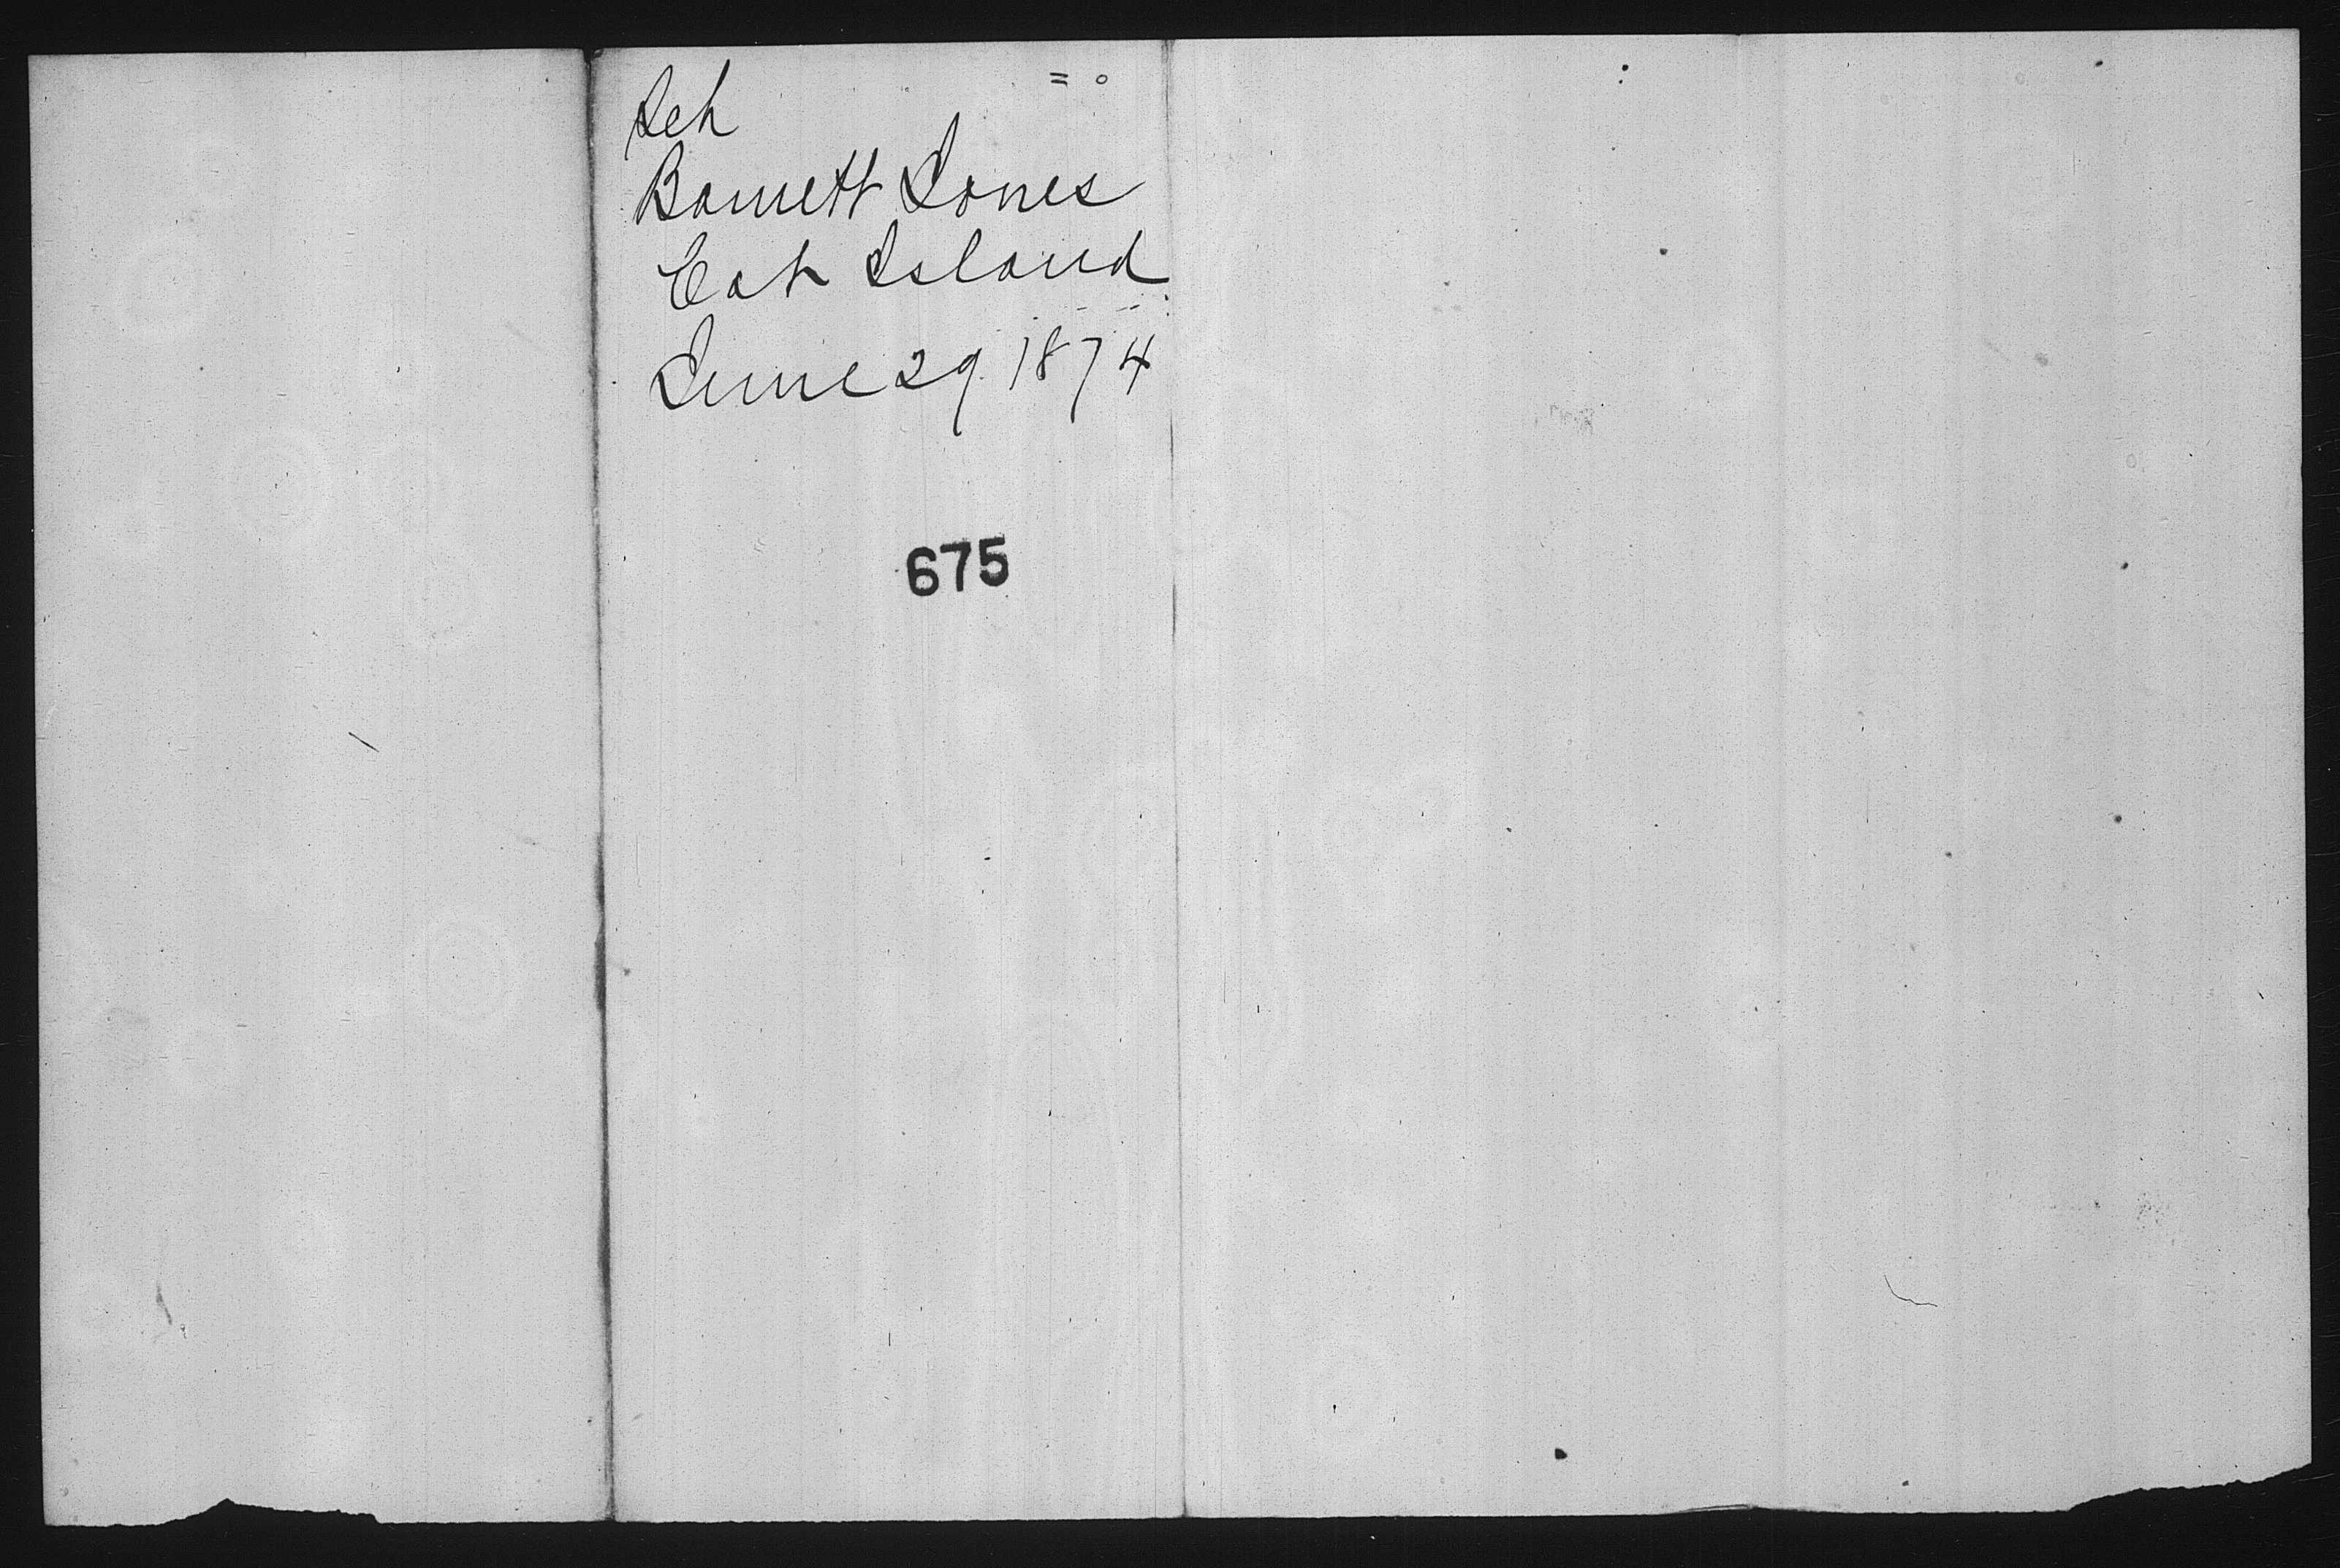 Sch
Barnett Jones
Cat Island
June 29 1874
675